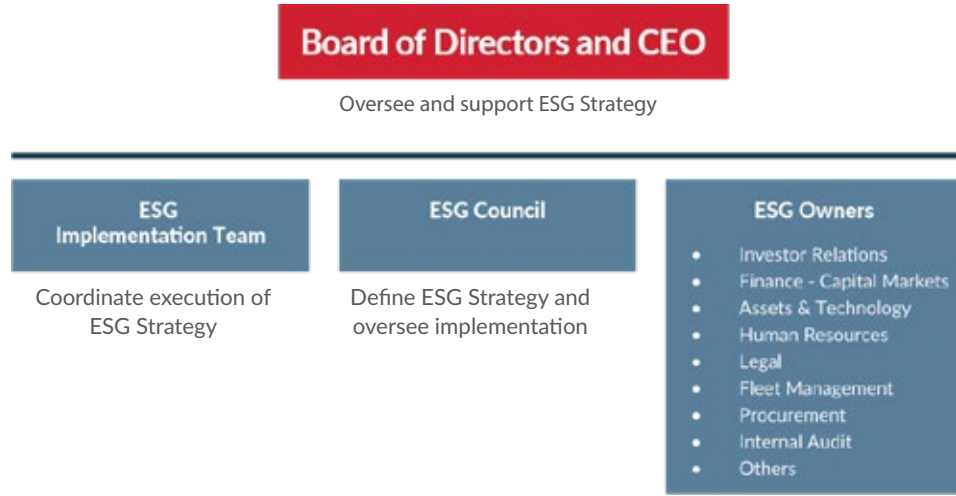 Board of Directors and CEO
Oversee and support ESG Strategy
ESG
Implementation Team
Coordinate execution of
ESG Strategy
ESG Council
Define ESG Strategy and
oversee implementation
ESG Owners
• Investor Relations
• Finance - Capital Markets
• Assets & Technology
• Human Resources
• Legal
• Fleet Management
• Procurement
• Internal Audit
• Others